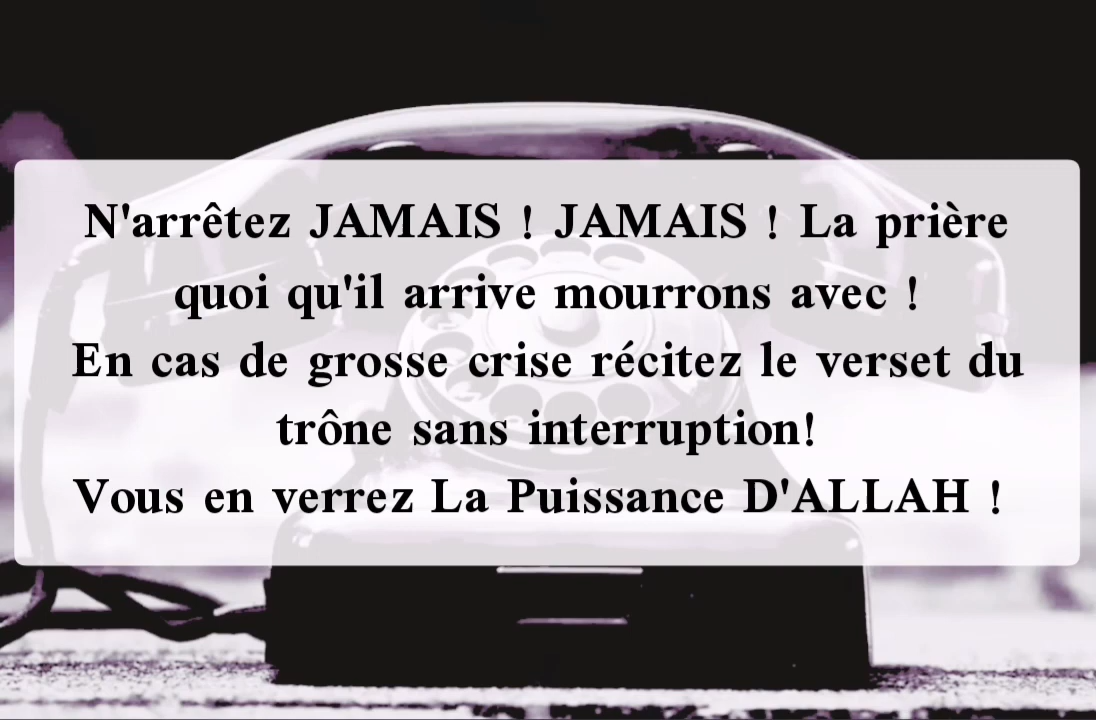 N'arrêtez JAMAIS ! JAMAIS ! La prière
quoi qu'il arrive mourrons avec !
En cas de grosse crise récitez le verset du
trône sans interruption!
Vous en verrez La Puissance D'ALLAH !